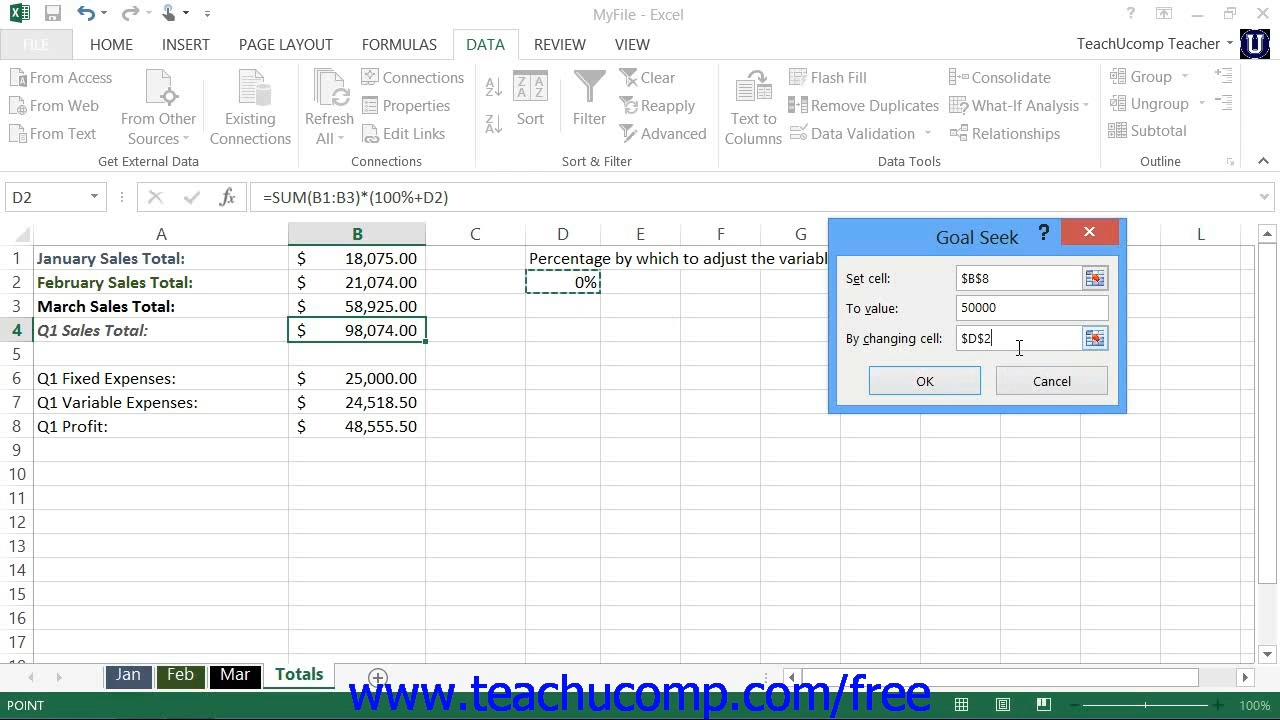 MyFile - Excel
FILE HOME INSERT PAGE LAYOUT FORMULAS DATA REVIEW VIEW TeachUcomp Teacher U
From Access
From Web
From Text
From Other Sources
Existing Connections
Get External Data
Refresh All
Connections
Properties
Edit Links
Connections
Sort
Filter
Clear
Reapply
Advanced
Sort & Filter
Text to Columns
Flash Fill
Remove Duplicates
Data Validation
Consolidate
What-If Analysis
Relationships
Data Tools
Group
Ungroup
Subtotal
Outline
D2 fx =SUM(B1:B3)*(100%+D2)
A B C D E F G L
1 January Sales Total: $ 18,075.00 Percentage by which to adjust the variabl
2 February Sales Total: $ 21,074.00 0%
3 March Sales Total: $ 58,925.00
4 Q1 Sales Total: $ 98,074.00
5
6 Q1 Fixed Expenses: $ 25,000.00
7 Q1 Variable Expenses: $ 24,518.50
8 Q1 Profit: $ 48,555.50
9
10
11
12
13
14
15
16
17
Goal Seek ?
Set cell: $B$8
To value: 50000
By changing cell: $D$2
OK Cancel
Jan Feb Mar Totals
www.teachucomp.com/free
POINT 100%